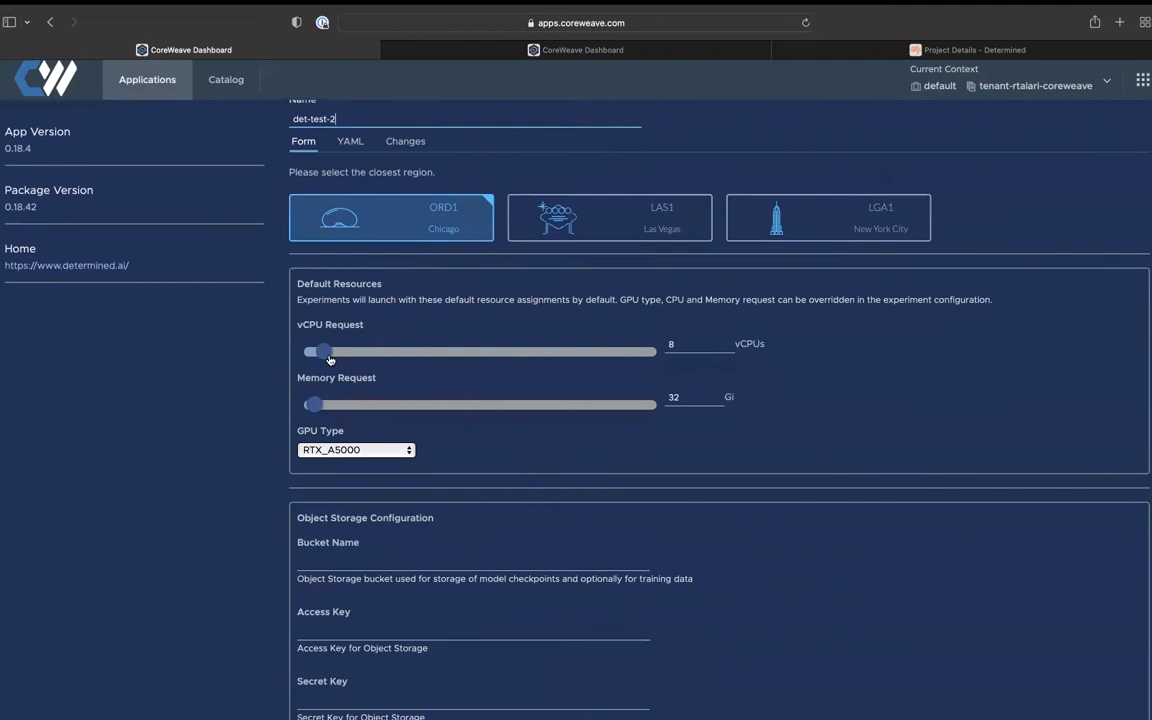 apps.coreweave.com
CoreWeave Dashboard
CoreWeave Dashboard
Project Details - Determined
Applications
Catalog
Current Context
default
tenant-rtalari-coreweave
App Version
0.18.4
Package Version
0.18.42
Home
https://www.determined.ai/
Name
det-test-2
Form
YAML
Changes
Please select the closest region.
ORD1
Chicago
LAS1
Las Vegas
LGA1
New York City
Default Resources
Experiments will launch with these default resource assignments by default. GPU type, CPU and Memory request can be overridden in the experiment configuration.
vCPU Request
8 vCPUs
Memory Request
32 Gi
GPU Type
RTX_A5000
Object Storage Configuration
Bucket Name
Object Storage bucket used for storage of model checkpoints and optionally for training data
Access Key
Access Key for Object Storage
Secret Key
Secret Key for Object Storage